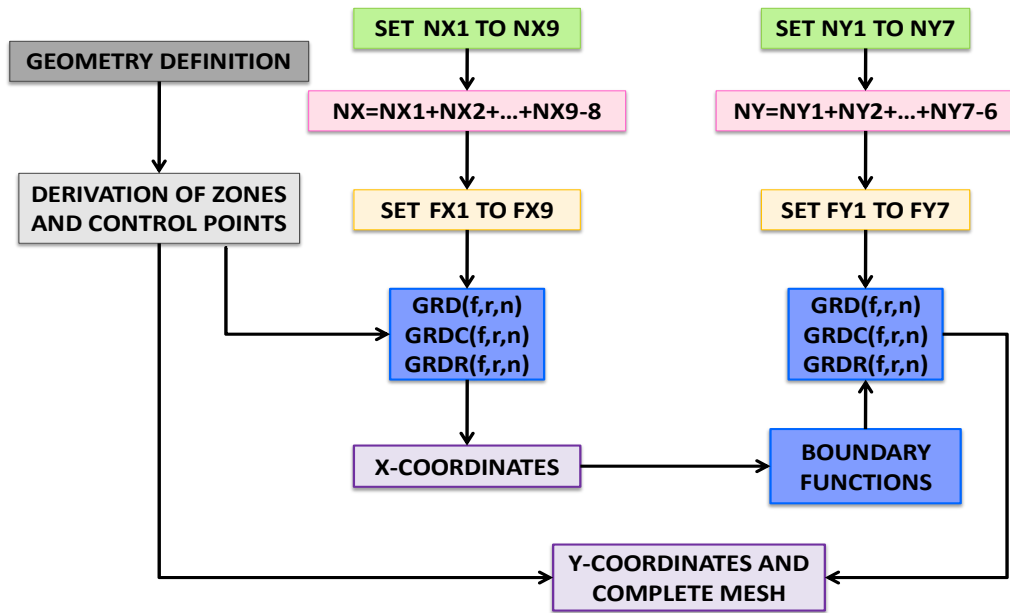 GEOMETRY DEFINITION
DERIVATION OF ZONES
AND CONTROL POINTS
SET NX1 TO NX9
NX=NX1+NX2+...+NX9-8
SET FX1 TO FX9
GRD(f,r,n)
GRDC(f,r,n)
GRDR(f,r,n)
X-COORDINATES
SET NY1 TO NY7
NY=NY1+NY2+...+NY7-6
SET FY1 TO FY7
GRD(f,r,n)
GRDC(f,r,n)
GRDR(f,r,n)
BOUNDARY
FUNCTIONS
Y-COORDINATES AND
COMPLETE MESH